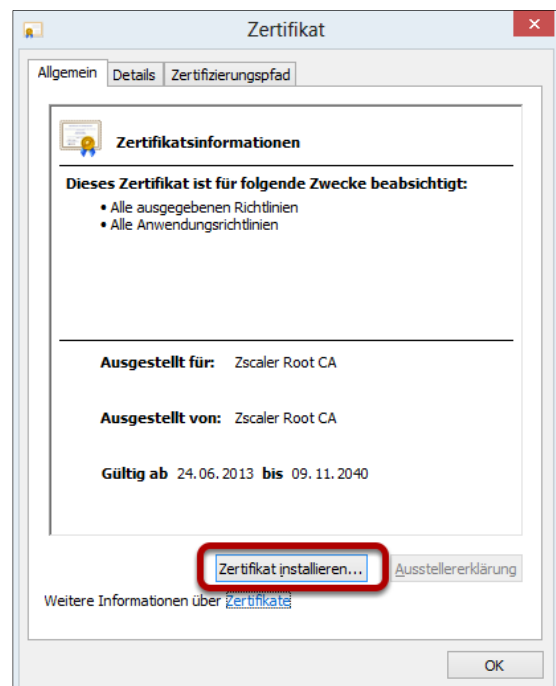 Zertifikat
Allgemein Details Zertifizierungspfad
Zertifikatsinformationen
Dieses Zertifikat ist für folgende Zwecke beabsichtigt:
• Alle ausgegebenen Richtlinien
• Alle Anwendungsrichtlinien
Ausgestellt für: Zscaler Root CA
Ausgestellt von: Zscaler Root CA
Gültig ab 24.06.2013 bis 09.11.2040
Zertifikat installieren... Ausstellererklärung
Weitere Informationen über Zertifikate
OK